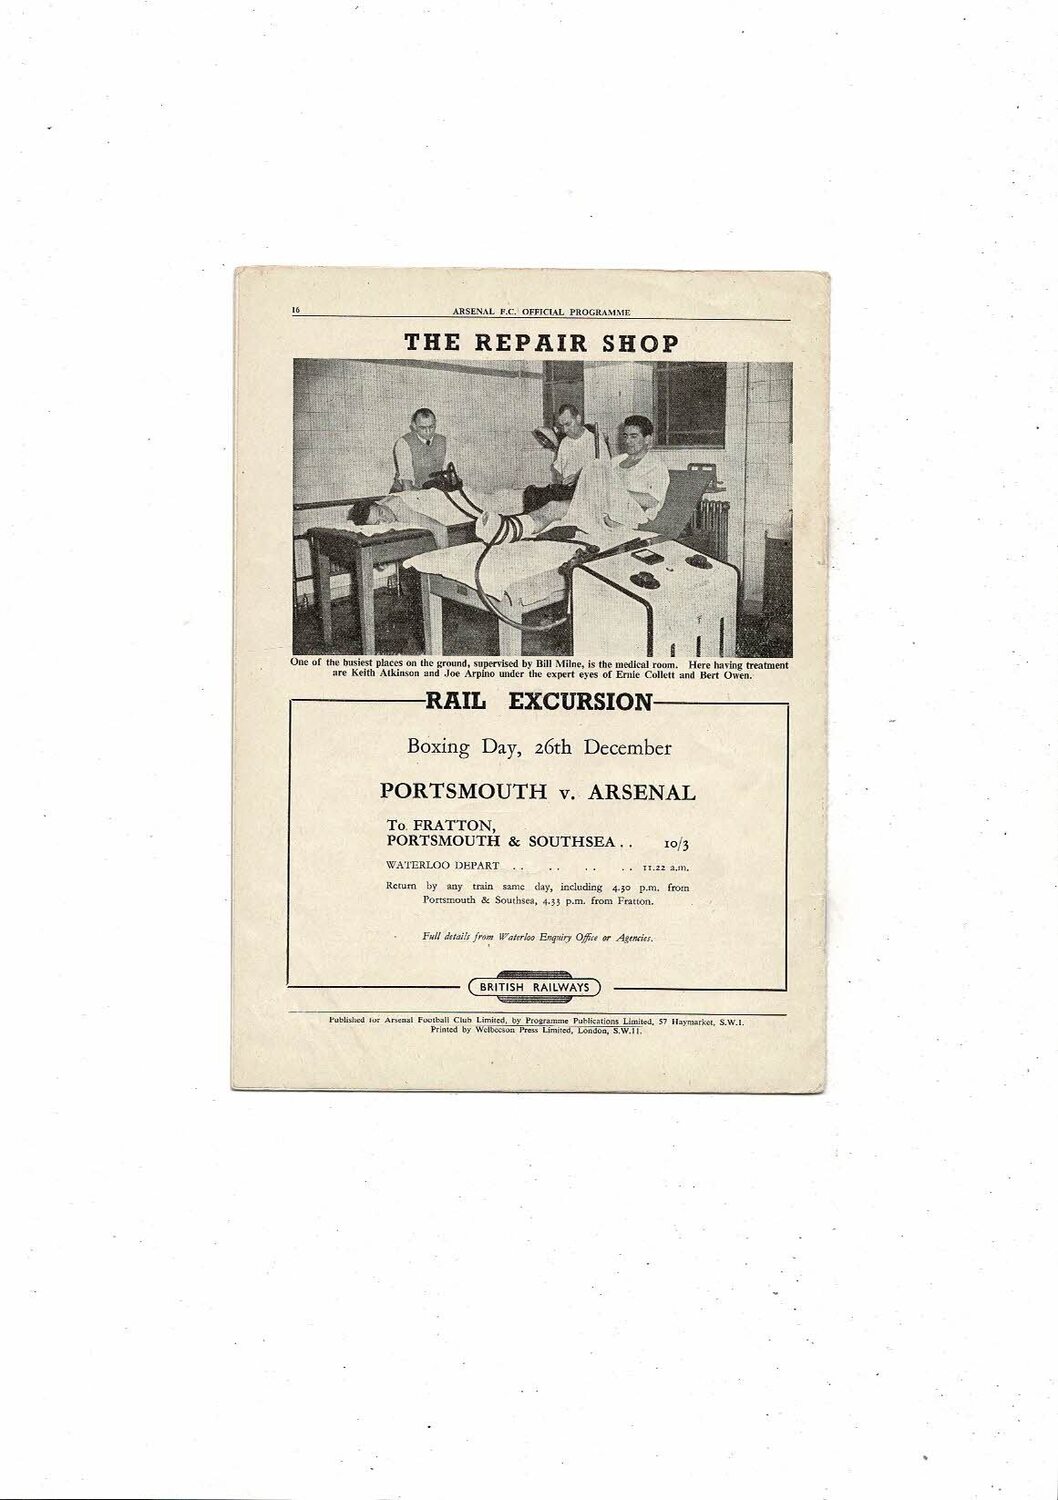 16
ARSENAL F.C. OFFICIAL PROGRAMME
THE REPAIR SHOP
One of the busiest places on the ground, supervised by Bill Milne, is the medical room. Here having treatment
are Keith Atkinson and Joe Arpino under the expert eyes of Ernie Collett and Bert Owen.
RAIL EXCURSION
Boxing Day, 26th December
PORTSMOUTH v. ARSENAL
To FRATTON,
PORTSMOUTH & SOUTHSEA . . 10/3
WATERLOO DEPART . . . . . . . . 11.22 a.m.
Return by any train same day, including 4.30 p.m. from
Portsmouth & Southsea, 4.33 p.m. from Fratton.
Full details from Waterloo Enquiry Office or Agencies.
BRITISH RAILWAYS
Published for Arsenal Football Club Limited, by Programme Publications Limited, 57 Haymarket, S.W.1.
Printed by Welbecson Press Limited, London, S.W.11.